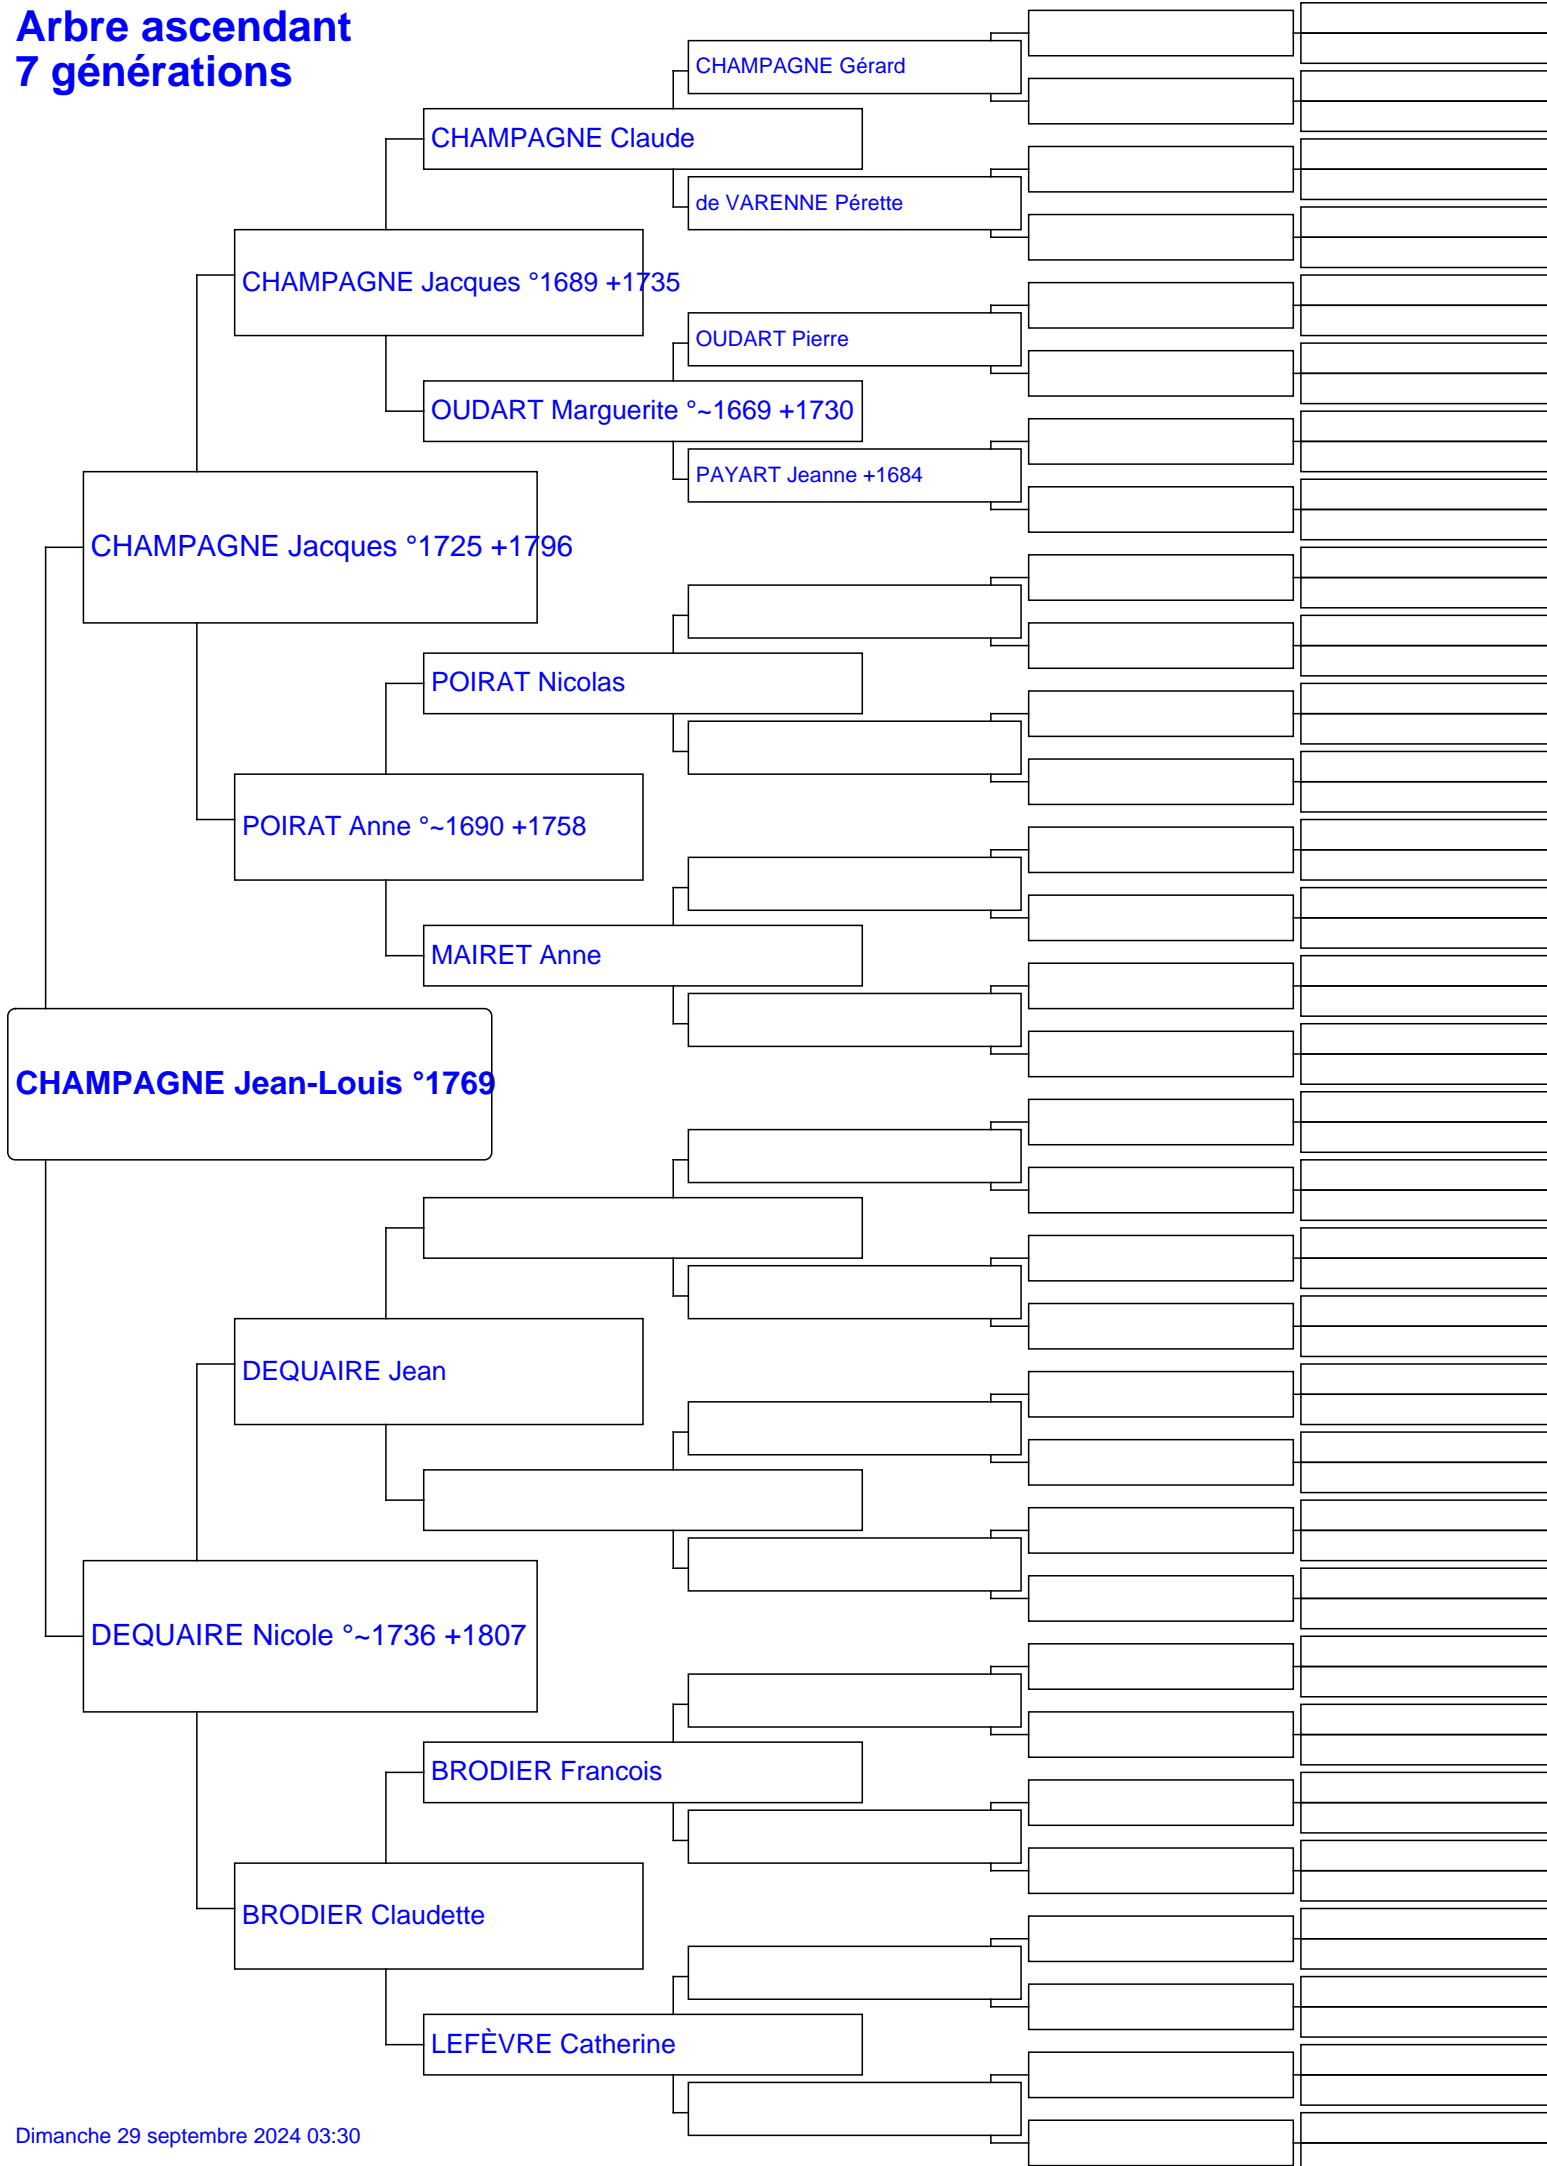 Arbre ascendant
7 générations
CHAMPAGNE Gérard
CHAMPAGNE Claude
de VARENNE Pérette
CHAMPAGNE Jacques °1689 +1735
OUDART Pierre
OUDART Marguerite °~1669 +1730
PAYART Jeanne +1684
CHAMPAGNE Jacques °1725 +1796
POIRAT Nicolas
POIRAT Anne °~1690 +1758
MAIRET Anne
CHAMPAGNE Jean-Louis °1769
DEQUAIRE Jean
DEQUAIRE Nicole °~1736 +1807
BRODIER Francois
BRODIER Claudette
LEFÈVRE Catherine
Dimanche 29 septembre 2024 03:30